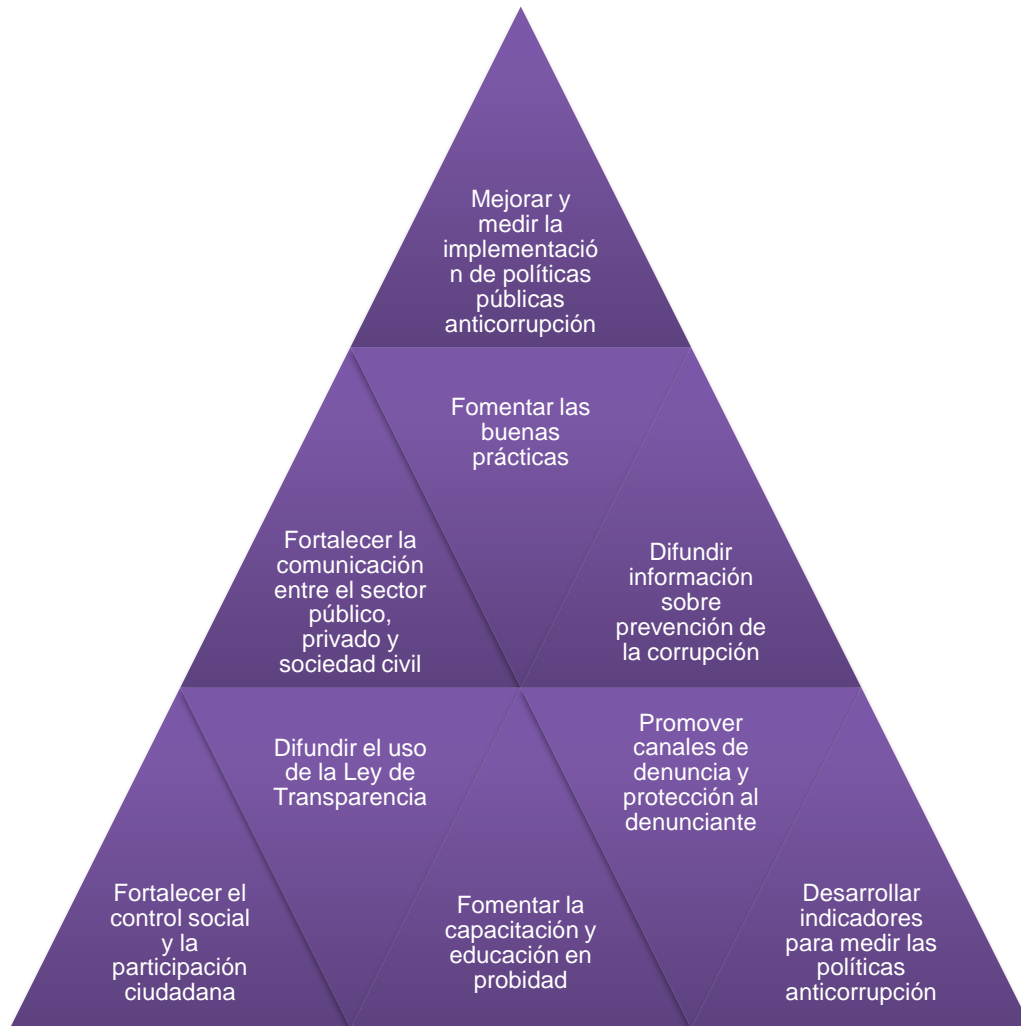 Mejorar y
medir la
implementació
n de políticas
públicas
anticorrupción
Fomentar las
buenas
prácticas
Fortalecer la
comunicación
entre el sector
público,
privado y
sociedad civil
Difundir
información
sobre
prevención de
la corrupción
Difundir el uso
de la Ley de
Transparencia
Promover
canales de
denuncia y
protección al
denunciante
Fortalecer el
control social
y la
participación
ciudadana
Fomentar la
capacitación y
educación en
probidad
Desarrollar
indicadores
para medir las
políticas
anticorrupción